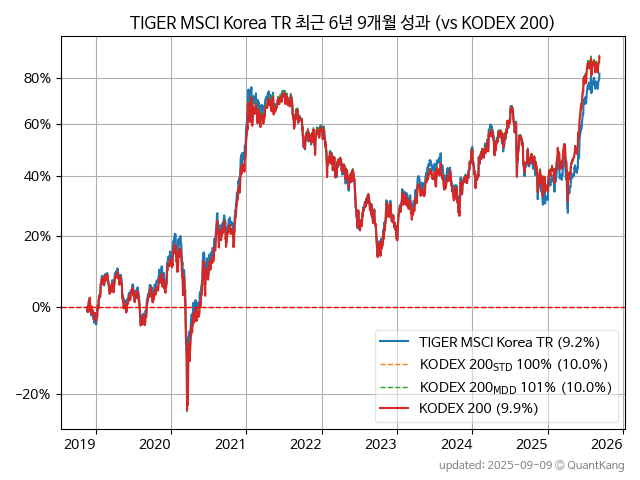 TIGER MSCI Korea TR 최근 6년 9개월 성과 (vs KODEX 200)
80%
60%
40%
20%
0%
−20%
TIGER MSCI Korea TR (9.2%)
KODEX 200STD 100% (10.0%)
KODEX 200MDD 101% (10.0%)
KODEX 200 (9.9%)
2019 2020 2021 2022 2023 2024 2025 2026
updated: 2025-09-09 © QuantKang